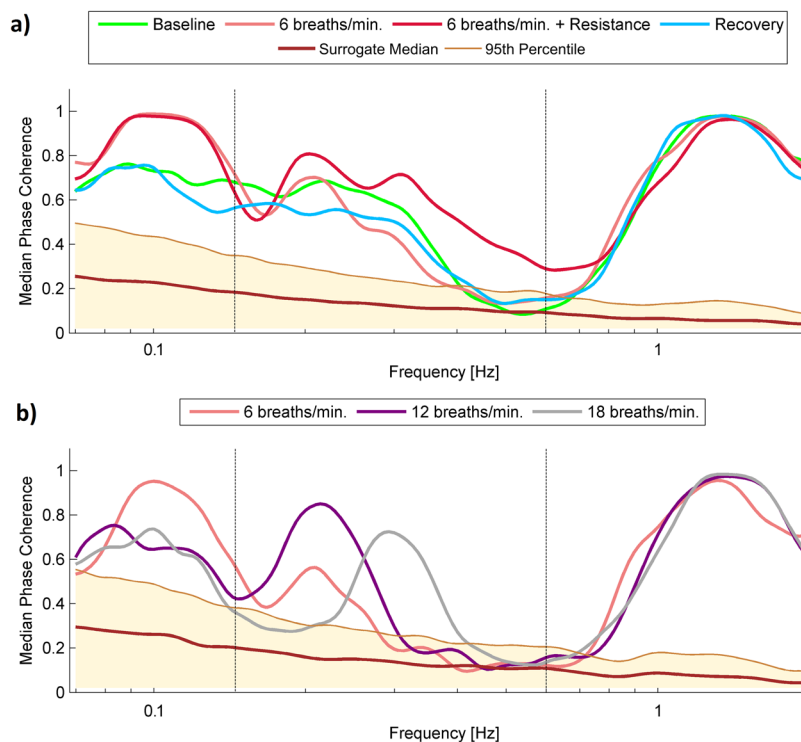 a)
Baseline 6 breaths/min. 6 breaths/min. + Resistance Recovery
Surrogate Median 95th Percentile
1
0.8
0.6
0.4
0.2
0
Median Phase Coherence
0.1 1
Frequency [Hz]
b)
6 breaths/min. 12 breaths/min. 18 breaths/min.
1
0.8
0.6
0.4
0.2
0
Median Phase Coherence
0.1 1
Frequency [Hz]